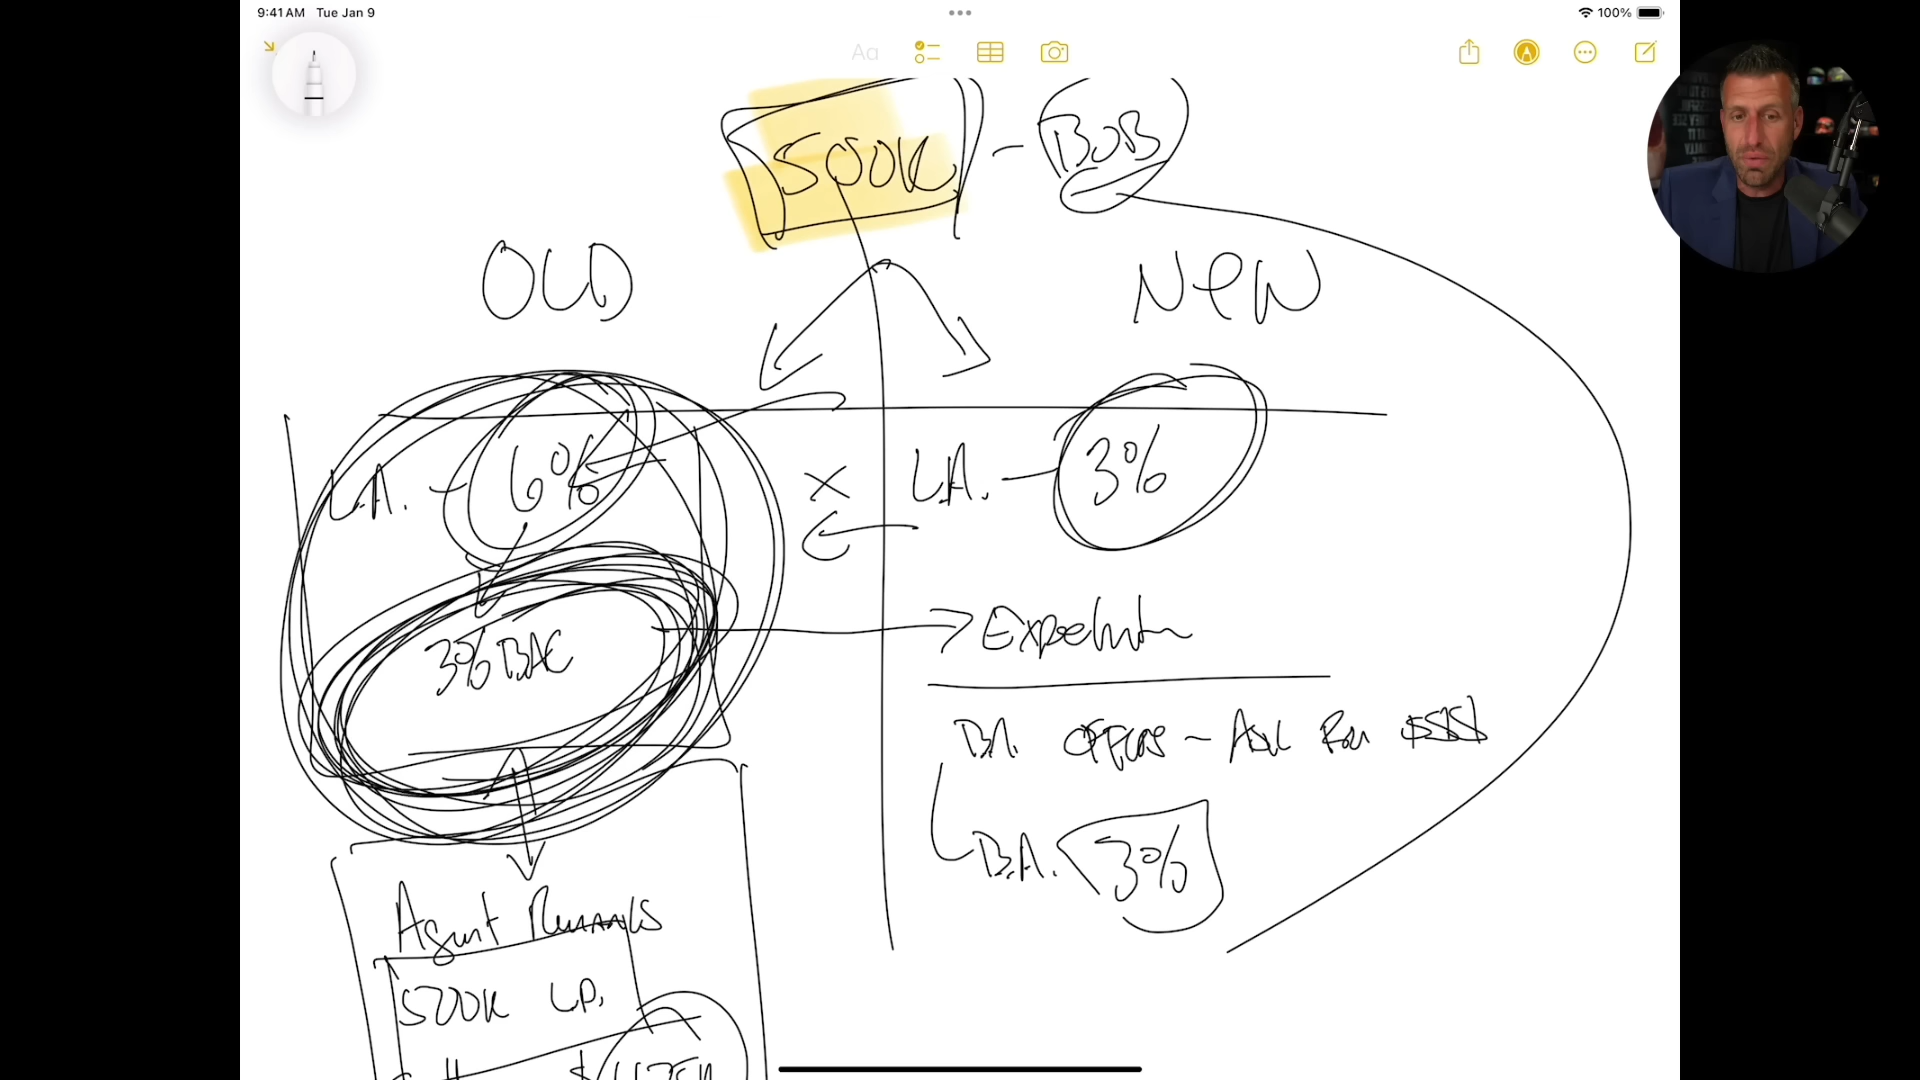 9:41 AM Tue Jan 9
100%
Aa
500K - BOB
OLD
NEW
L.A. - 6%
X L.A. - 3%
3% BAC
B.A. OFFERS - ASK FOR $$$$
B.A. 3%
Agent Remarks
500K L.P.